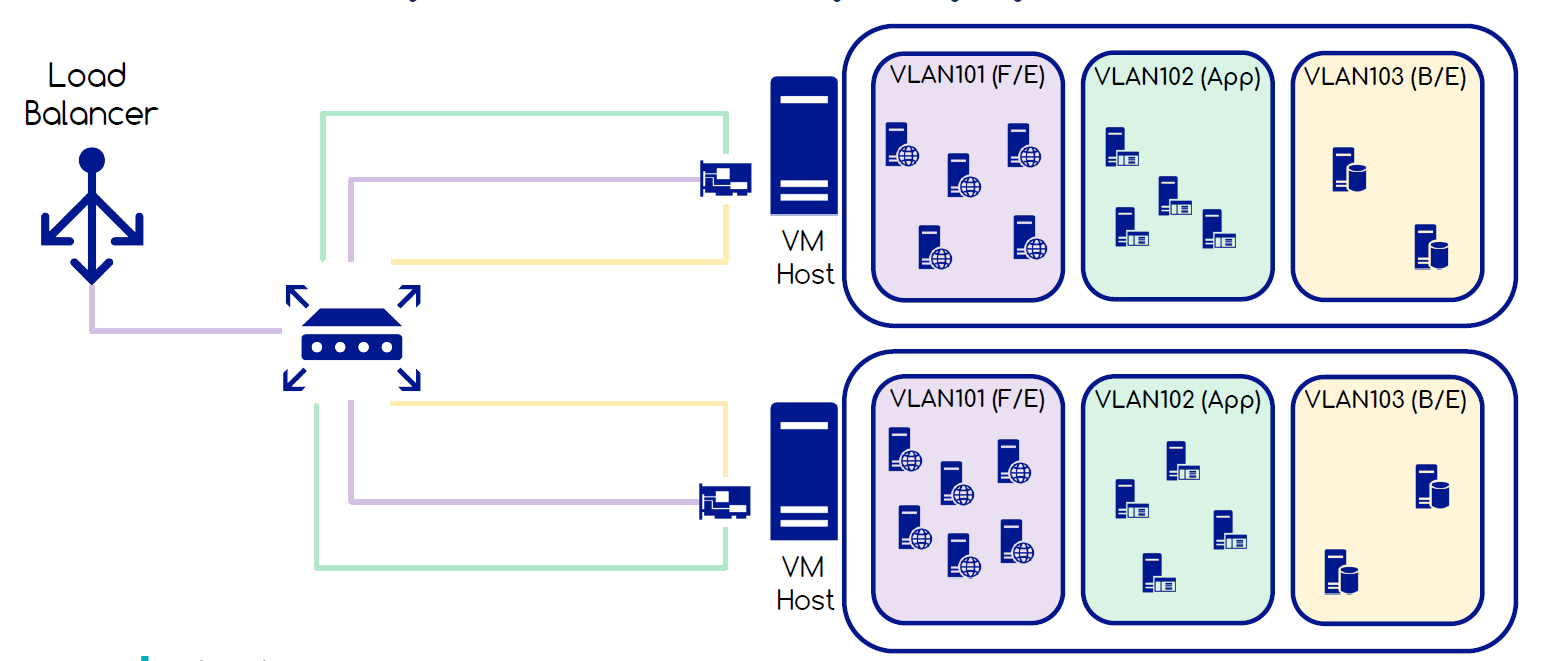 Load
Balancer
VM
Host
VLAN101 (F/E)
VLAN102 (App)
VLAN103 (B/E)
VM
Host
VLAN101 (F/E)
VLAN102 (App)
VLAN103 (B/E)